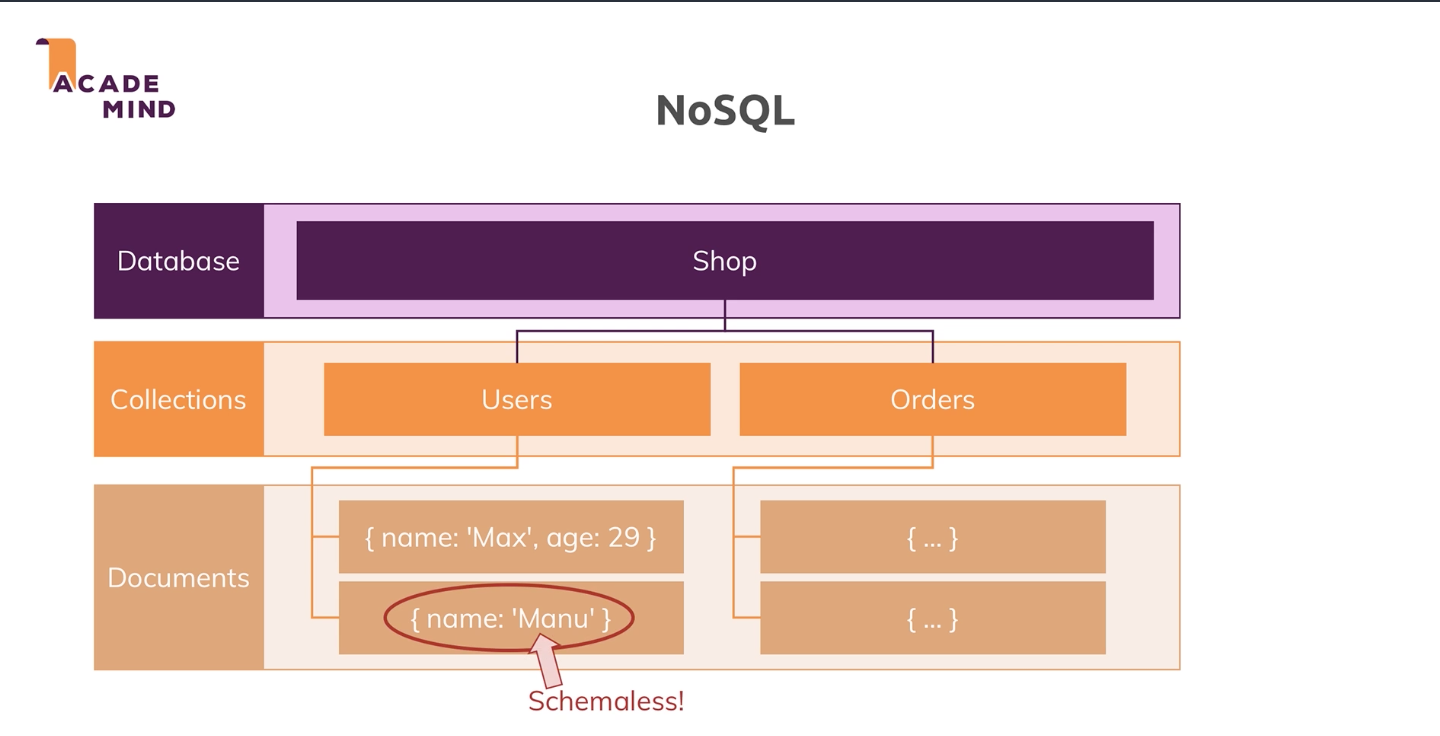 ACADE
MIND
NoSQL
Database
Shop
Collections
Users
Orders
Documents
{ name: 'Max', age: 29 }
{ ... }
{ name: 'Manu' }
{ ... }
Schemaless!